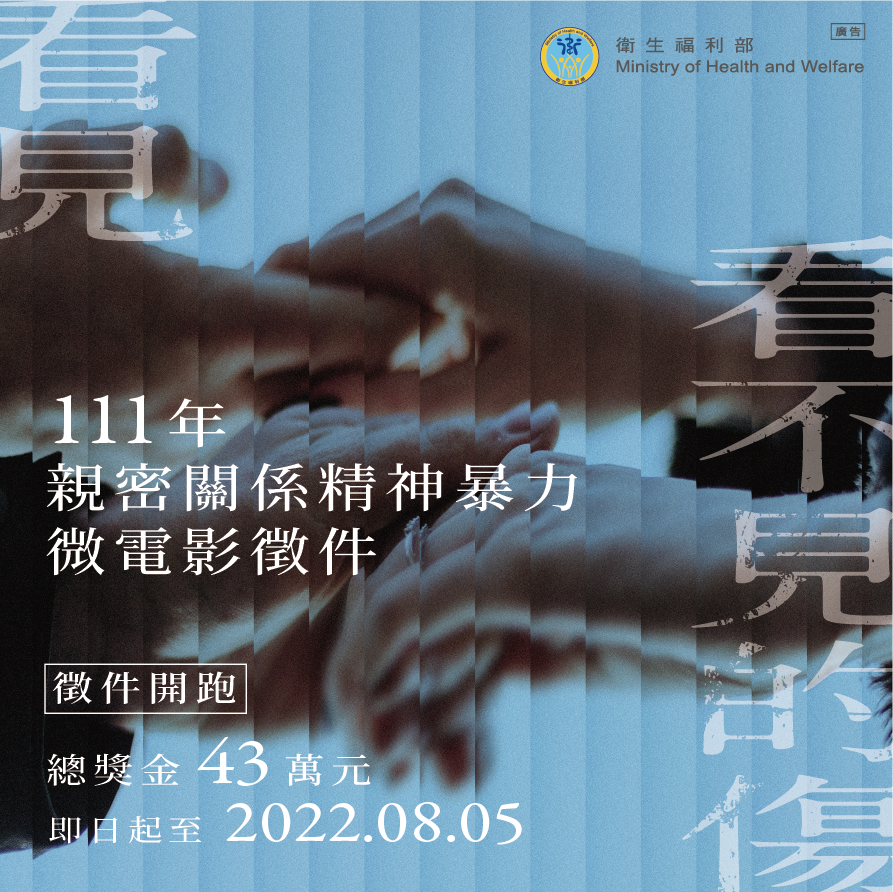 看見
廣告
衛生福利部
Ministry of Health and Welfare
看不見的傷
111年
親密關係精神暴力
微電影徵件
徵件開跑
總獎金 43 萬元
即日起至 2022.08.05